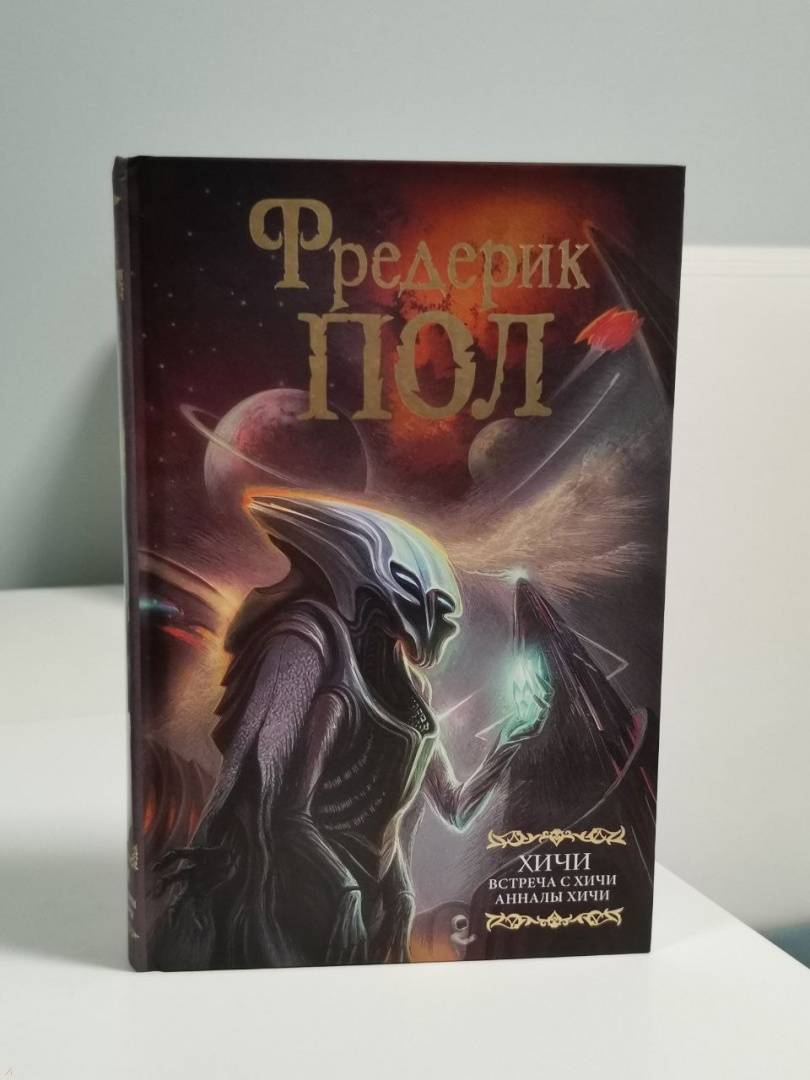 Фредерик
ПОЛ
ХИЧИ
ВСТРЕЧА С ХИЧИ
АННАЛЫ ХИЧИ